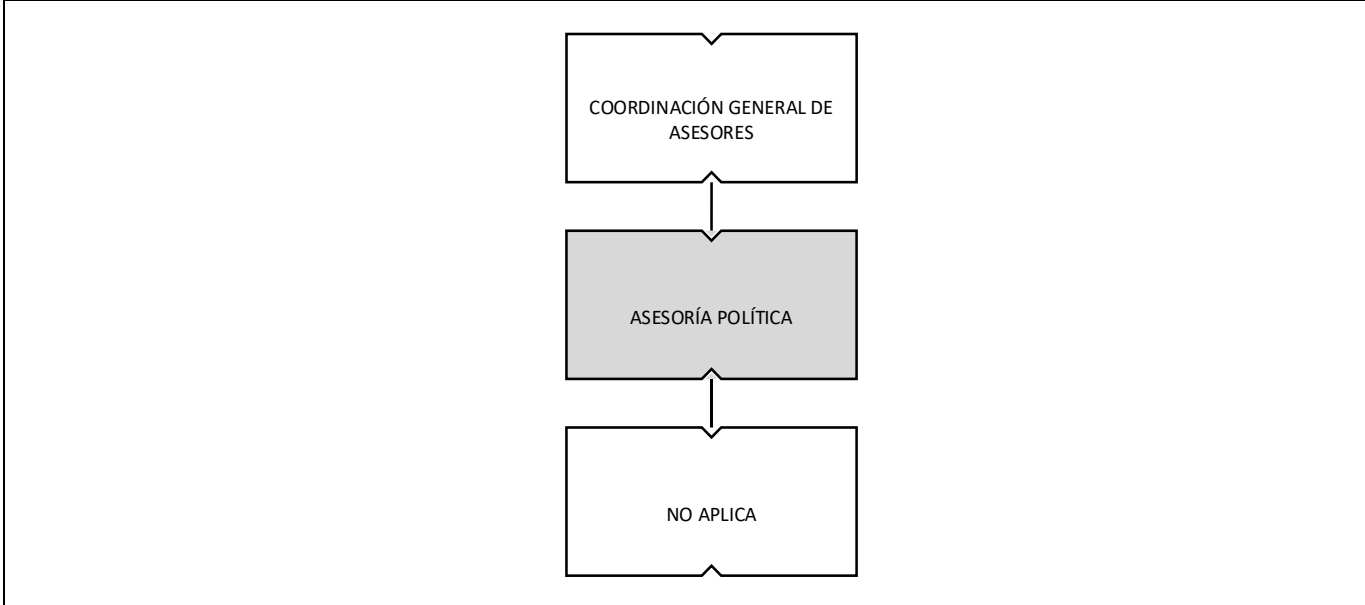 COORDINACIÓN GENERAL DE
ASESORES
ASESORÍA POLÍTICA
NO APLICA